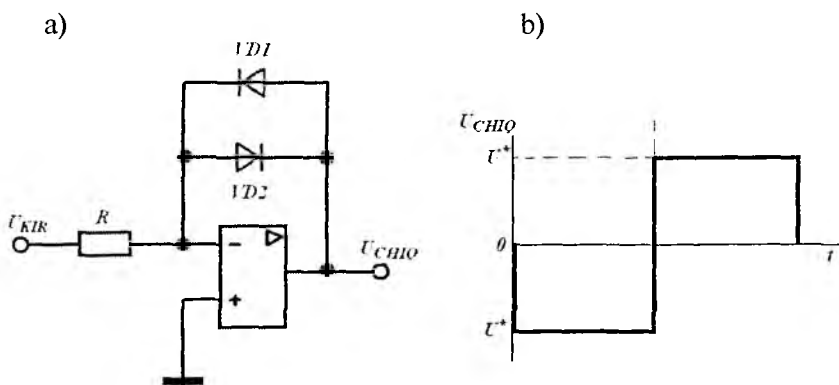 a)
b)
VD1
VD2
U_KIR
R
−
+
U_CHIQ
U_CHIQ
U⁺
0
t
U⁺